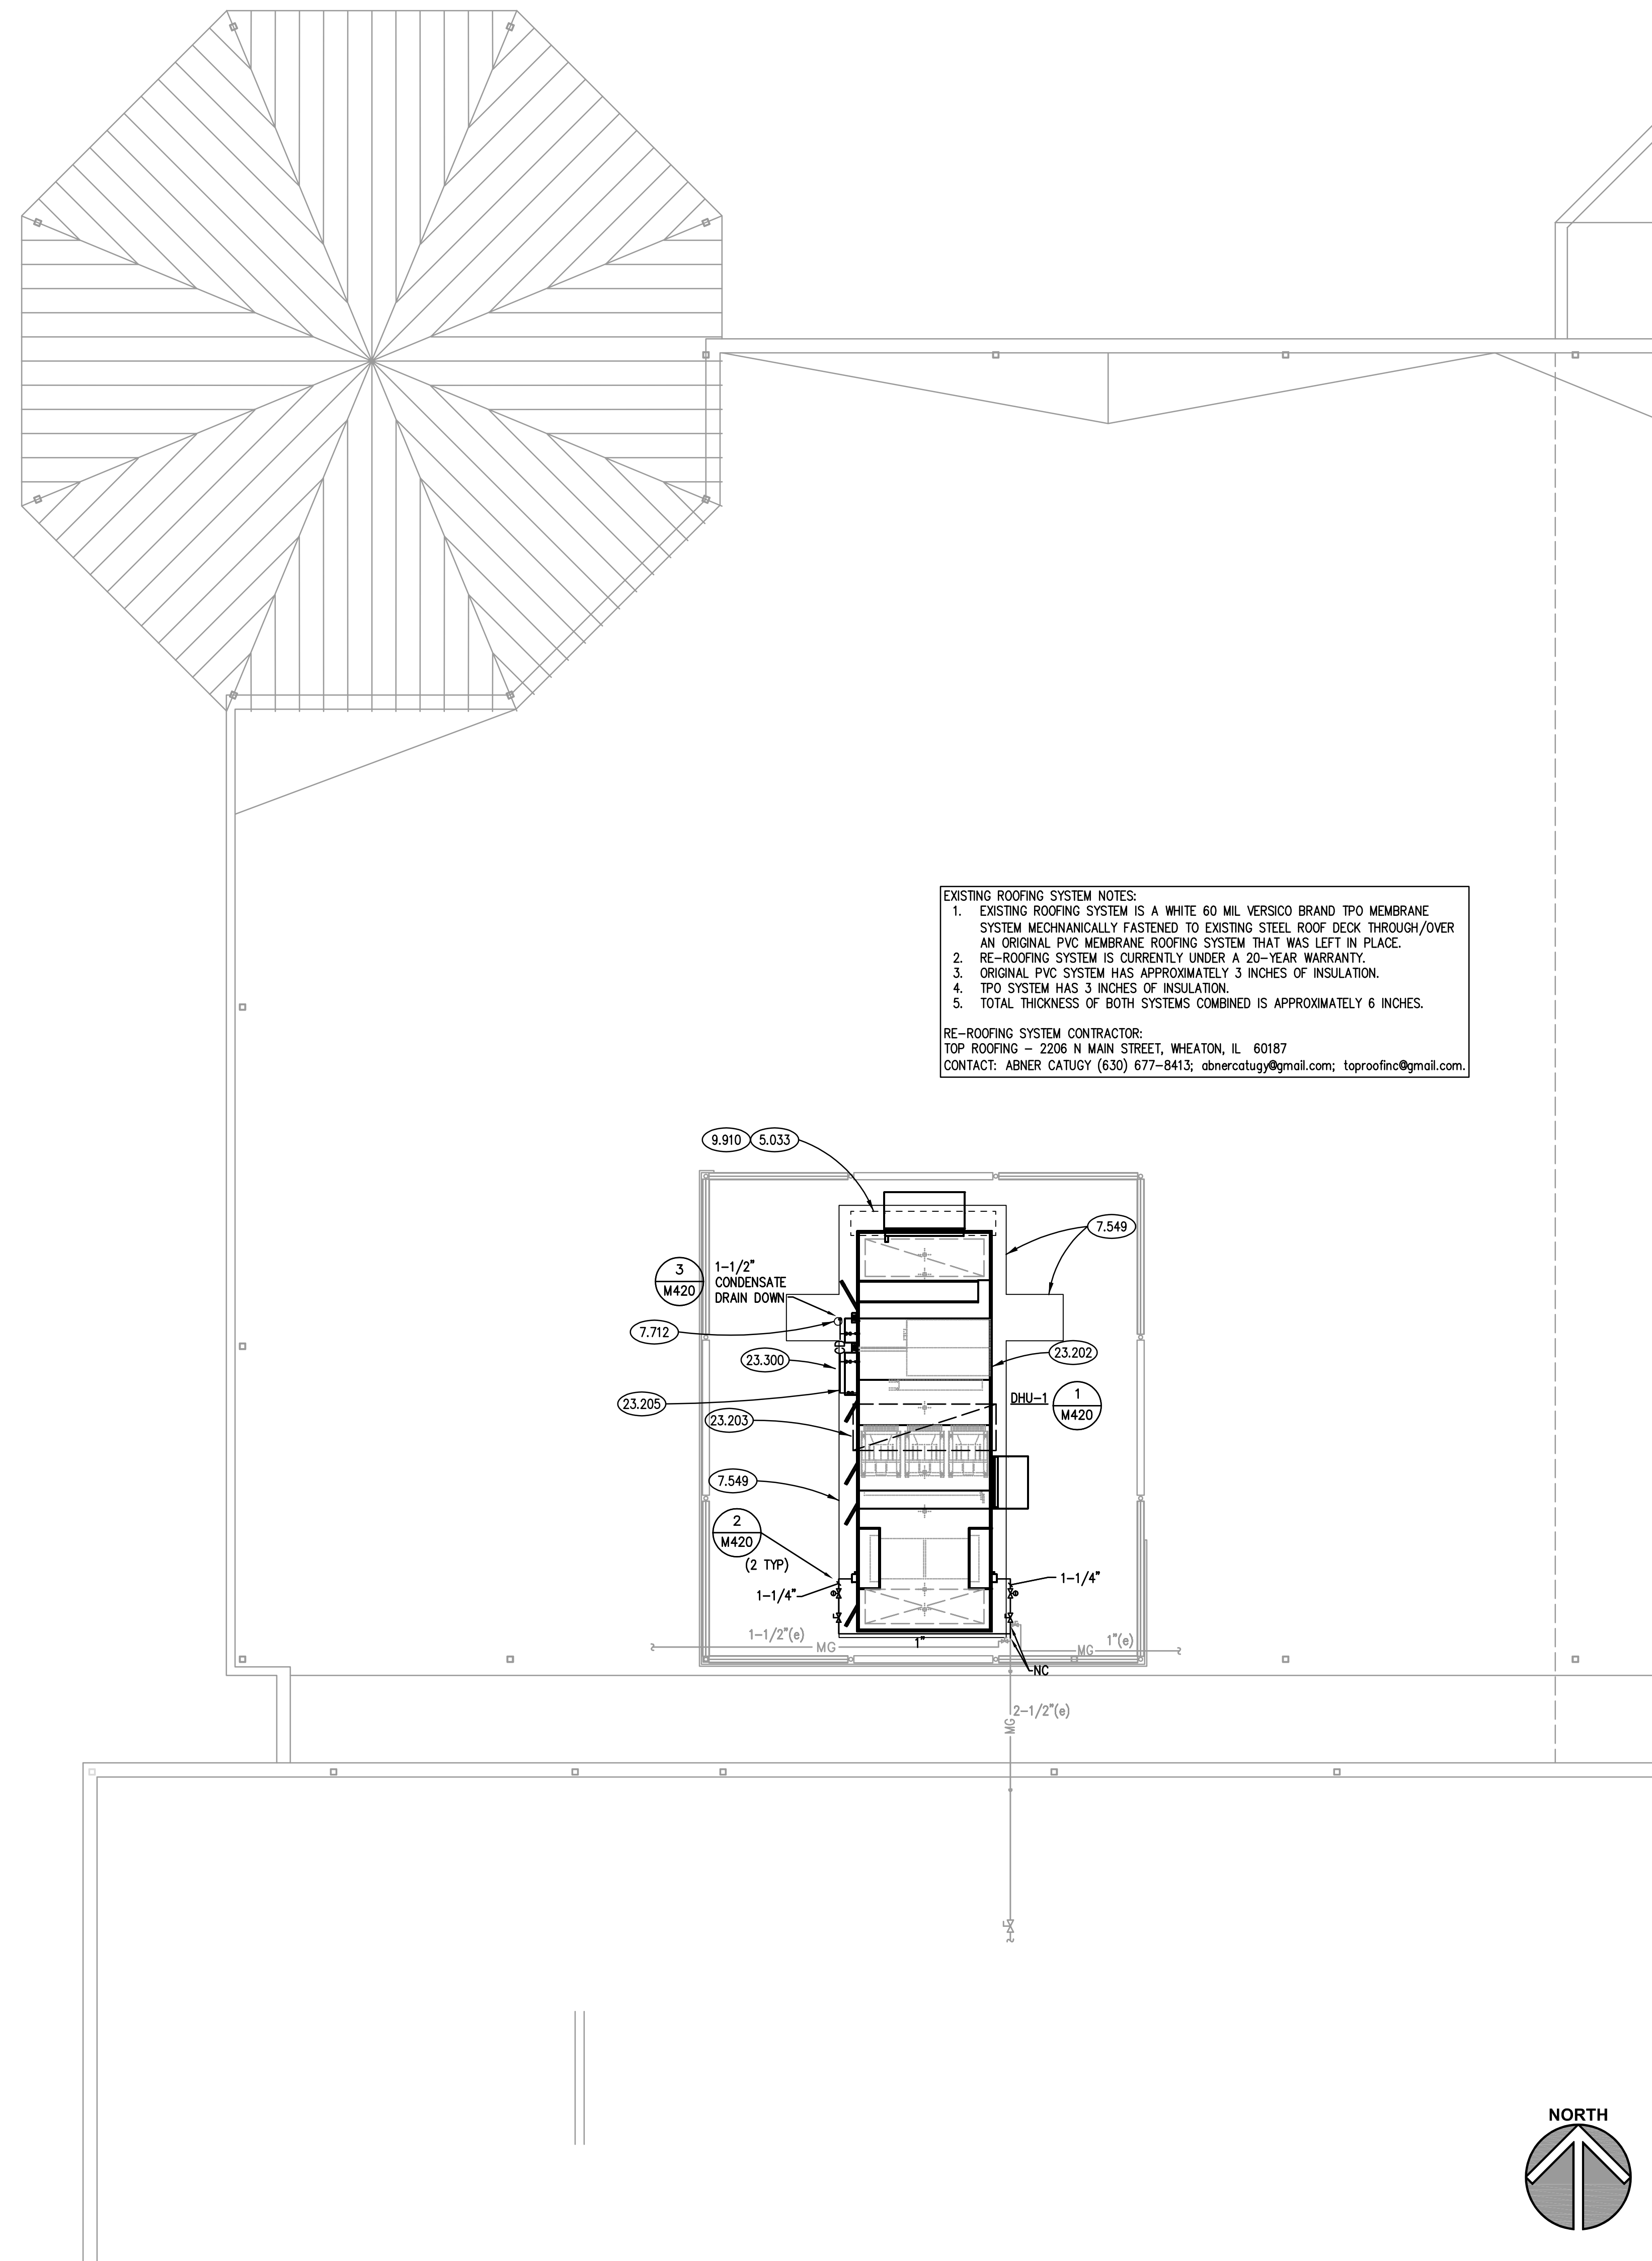 EXISTING ROOFING SYSTEM NOTES:
1. EXISTING ROOFING SYSTEM IS A WHITE 60 MIL VERSICO BRAND TPO MEMBRANE
SYSTEM MECHNANICALLY FASTENED TO EXISTING STEEL ROOF DECK THROUGH/OVER
AN ORIGINAL PVC MEMBRANE ROOFING SYSTEM THAT WAS LEFT IN PLACE.
2. RE-ROOFING SYSTEM IS CURRENTLY UNDER A 20-YEAR WARRANTY.
3. ORIGINAL PVC SYSTEM HAS APPROXIMATELY 3 INCHES OF INSULATION.
4. TPO SYSTEM HAS 3 INCHES OF INSULATION.
5. TOTAL THICKNESS OF BOTH SYSTEMS COMBINED IS APPROXIMATELY 6 INCHES.
RE-ROOFING SYSTEM CONTRACTOR:
TOP ROOFING - 2206 N MAIN STREET, WHEATON, IL 60187
CONTACT: ABNER CATUGY (630) 677-8413; abnercatugy@gmail.com; toproofinc@gmail.com.
9.910 5.033
7.549
3
M420
1-1/2"
CONDENSATE
DRAIN DOWN
7.712
CD
23.300
23.202
23.205
DHU-1
1
M420
23.203
7.549
2
M420
(2 TYP)
1-1/4"
1-1/4"
1-1/2"(e)
MG
1"
MG
1"(e)
NC
2-1/2"(e)
MG
NORTH